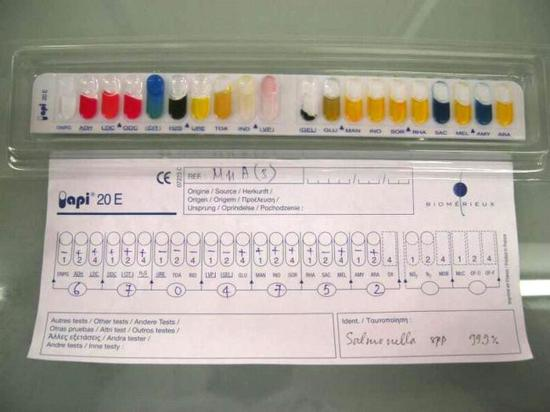 api 20 E
ONPG ADH LDC ODC |CIT| H2S URE TDA IND |VP|
|GEL| GLU MAN INO SOR RHA SAC MEL AMY ARA
CE
REF.: M11A(s)
Origine / Source / Herkunft /
Origen / Origem / Προέλευση /
Ursprung / Oprindelse / Pochodzenie :
api® 20 E
BIOMÉRIEUX
- + + + + + - - - - - + + + + + - + - +
1 2 4 1 2 4 1 2 4 1 2 4 1 2 4 1 2 4 1 2 4
ONPG ADH LDC ODC |CIT| H2S URE TDA IND |VP| |GEL| GLU MAN INO SOR RHA SAC MEL AMY ARA OX
NO2 N2 MOB McC OF-O OF-F
6 7 0 4 7 5 2
Autres tests / Other tests / Andere Tests /
Otras pruebas / Altri test / Outros testes /
Άλλες εξετάσεις / Andra tester /
Andre tests / Inne testy :
Ident. / Ταυτοποίηση :
Salmonella spp 99.9%